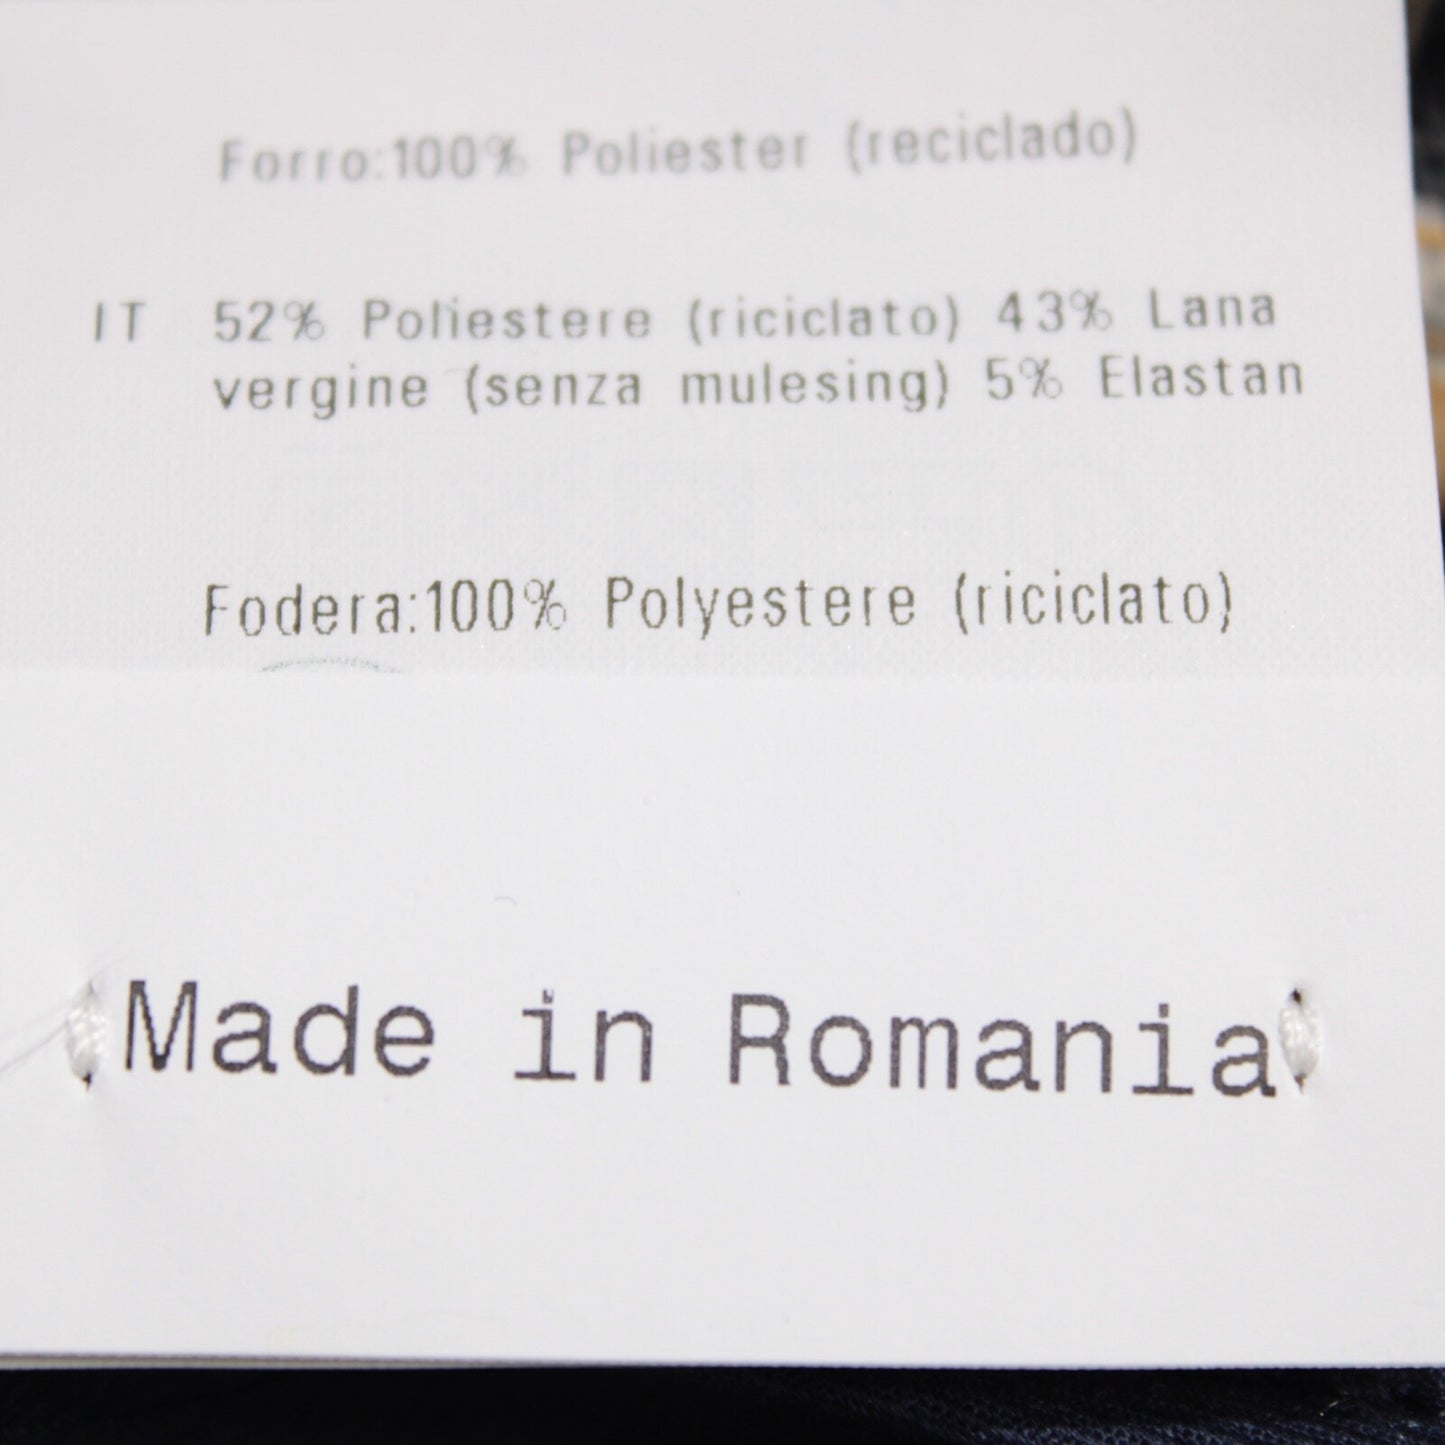 Forro:100% Poliester (reciclado)
IT 52% Poliestere (riciclato) 43% Lana
vergine (senza mulesing) 5% Elastan
Fodera:100% Polyestere (riciclato)
Made in Romania